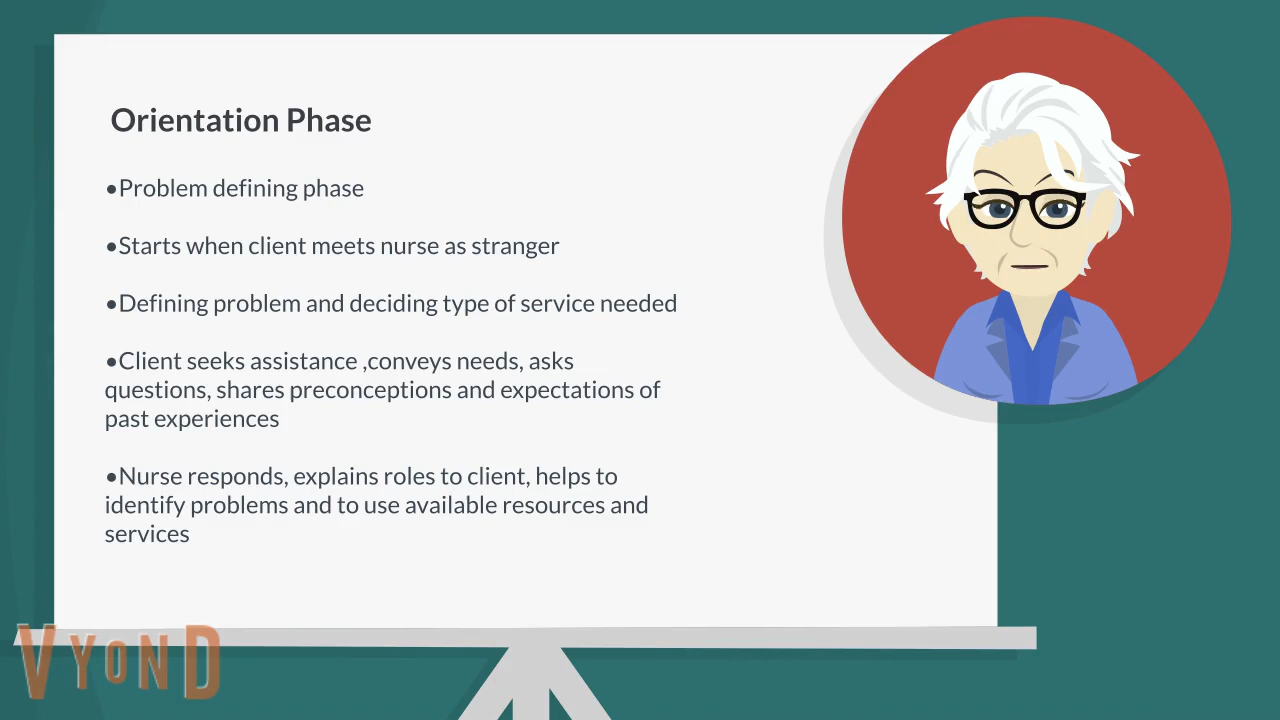 Orientation Phase
•Problem defining phase
•Starts when client meets nurse as stranger
•Defining problem and deciding type of service needed
•Client seeks assistance ,conveys needs, asks
questions, shares preconceptions and expectations of
past experiences
•Nurse responds, explains roles to client, helps to
identify problems and to use available resources and
services
VYOND